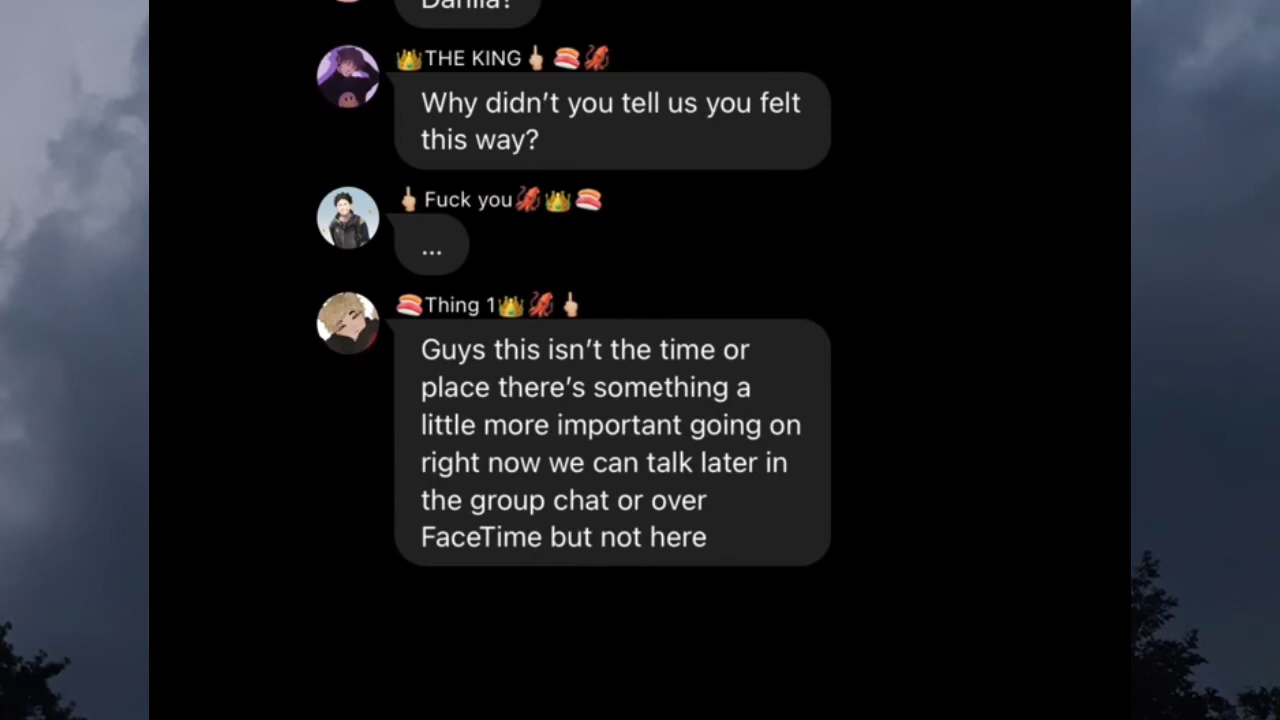 Danila?
👑THE KING🖕🏼🍣🦑
Why didn't you tell us you felt
this way?
🖕🏼Fuck you🦑👑🍣
...
🍣Thing 1👑🦑🖕🏼
Guys this isn't the time or
place there's something a
little more important going on
right now we can talk later in
the group chat or over
FaceTime but not here